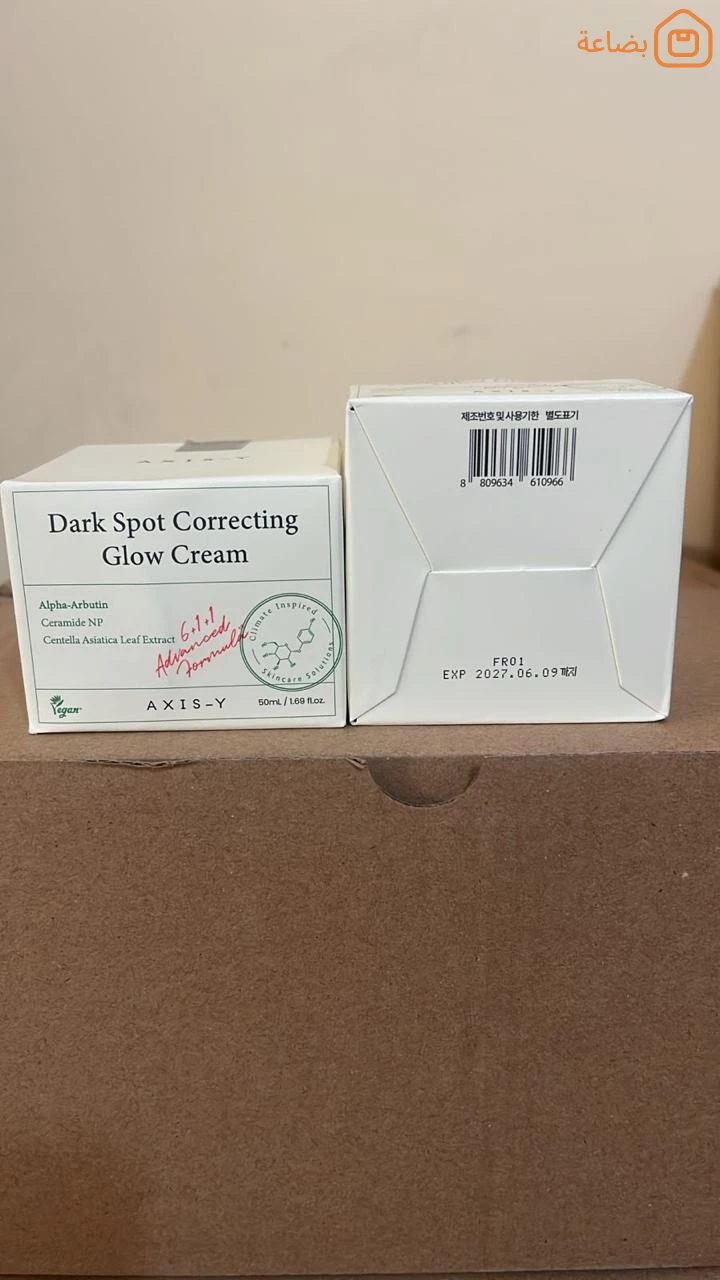 بضاعة
AXIS-Y
Dark Spot Correcting
Glow Cream
Alpha-Arbutin
Ceramide NP
Centella Asiatica Leaf Extract
6+1+1
Advanced
Formula
Climate Inspired
Skincare Solutions
Vegan
AXIS-Y
50mL / 1.69 fl.oz.
AXIS-Y
제조번호 및 사용기한 별도표기
8 809634 610966
FR01
EXP 2027.06.09 까지